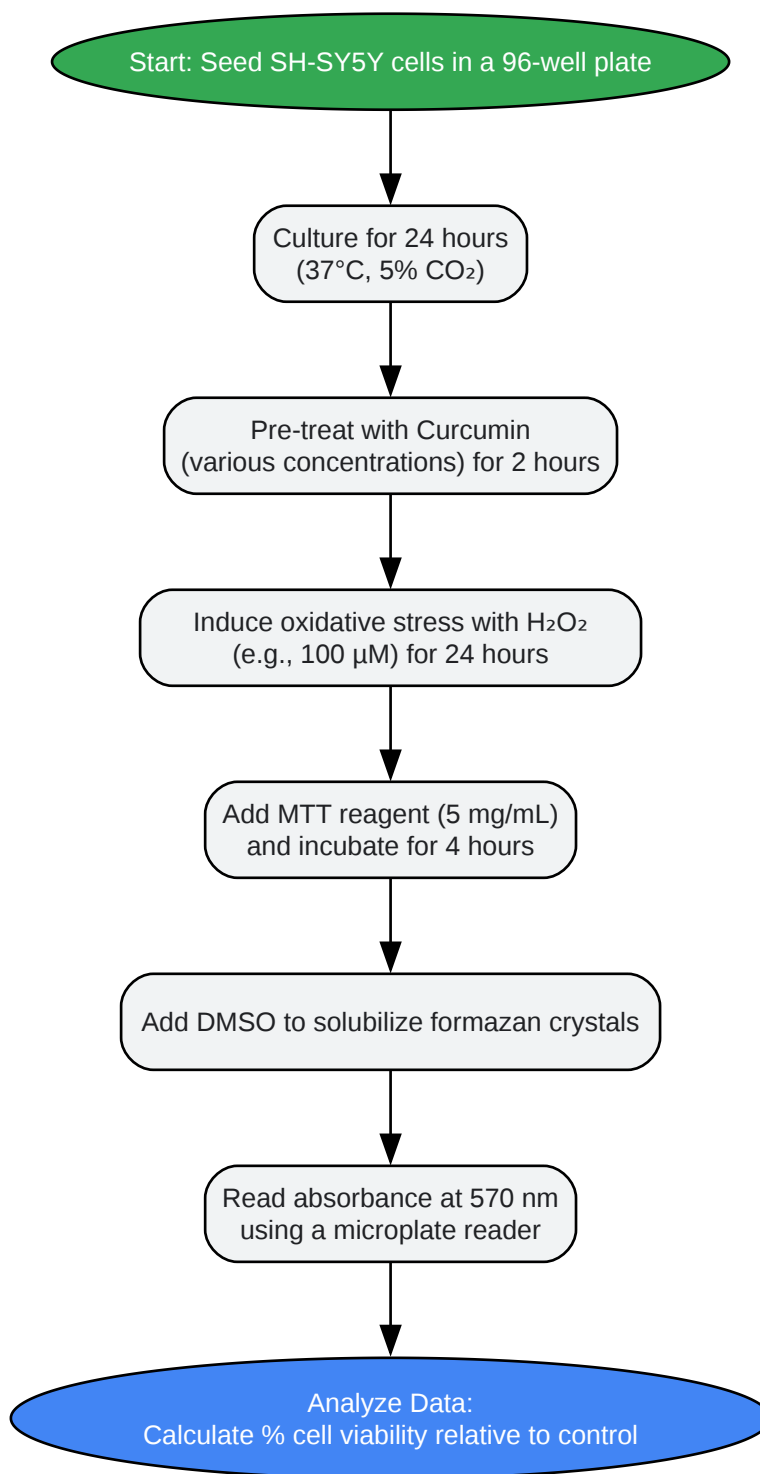 Start: Seed SH-SY5Y cells in a 96-well plate
Culture for 24 hours
(37°C, 5% CO₂)
Pre-treat with Curcumin
(various concentrations) for 2 hours
Induce oxidative stress with H₂O₂
(e.g., 100 µM) for 24 hours
Add MTT reagent (5 mg/mL)
and incubate for 4 hours
Add DMSO to solubilize formazan crystals
Read absorbance at 570 nm
using a microplate reader
Analyze Data:
Calculate % cell viability relative to control